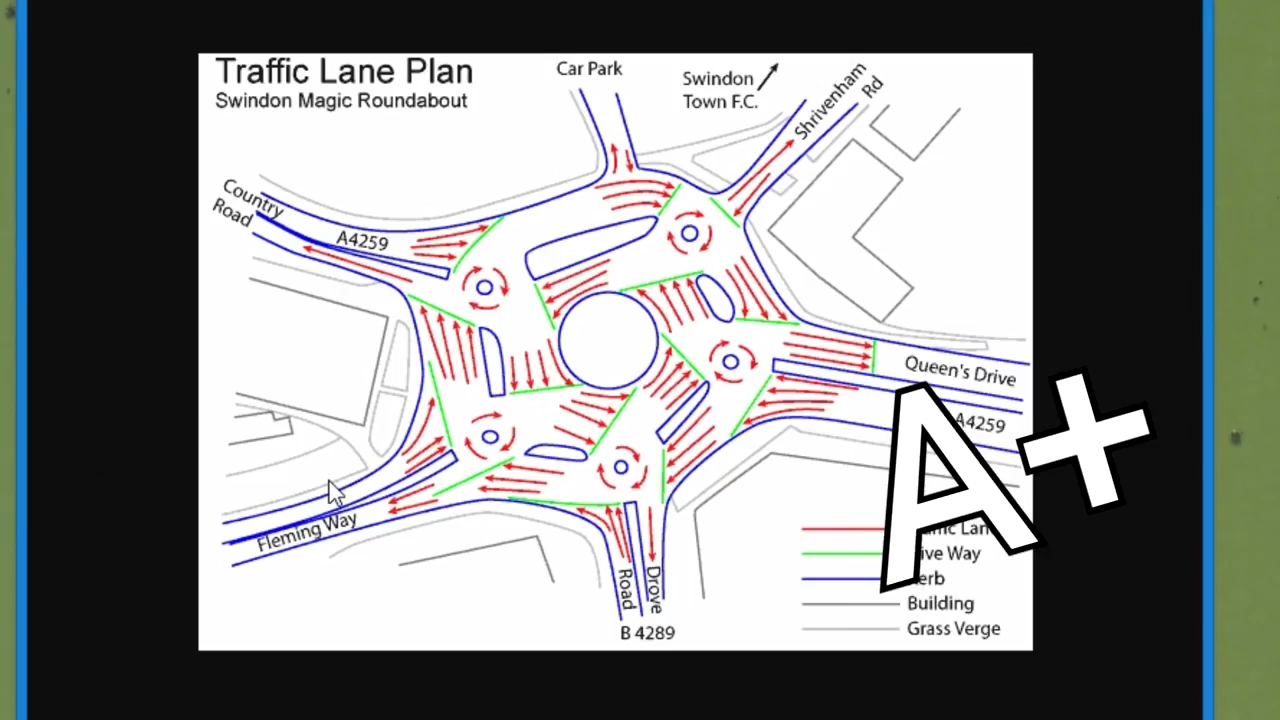 Traffic Lane Plan
Swindon Magic Roundabout
Car Park
Swindon
Town F.C.
Shrivenham
Rd
Country
Road
A4259
Queen's Drive
A4259
A+
Fleming Way
Road
Drove
B 4289
Way
Building
Grass Verge